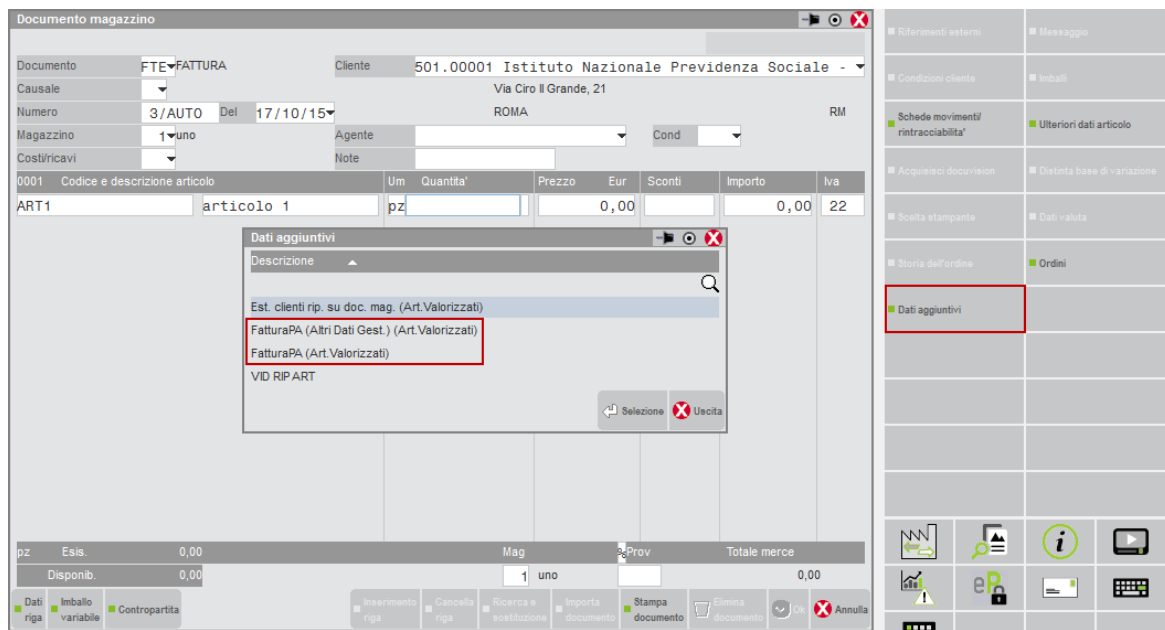 Documento magazzino
Documento FTE FATTURA Cliente 501.00001 Istituto Nazionale Previdenza Sociale -
Causale Via Ciro Il Grande, 21
Numero 3/AUTO Del 17/10/15 ROMA RM
Magazzino 1 uno Agente Cond
Costi/ricavi Note
0001 Codice e descrizione articolo Um Quantita' Prezzo Eur Sconti Importo Iva
ART1 articolo 1 pz 0,00 0,00 22
Dati aggiuntivi
Descrizione
Est. clienti rip. su doc. mag. (Art.Valorizzati)
FatturaPA (Altri Dati Gest.) (Art.Valorizzati)
FatturaPA (Art.Valorizzati)
VID RIP ART
Selezione Uscita
pz Esis. 0,00 Mag % Prov Totale merce
Disponib. 0,00 1 uno 0,00
Dati riga
Imballo variabile
Contropartita
Inserimento riga
Cancella riga
Ricerca e sostituzione
Importa documento
Stampa documento
Elimina documento
Ok
Annulla
Riferimenti esterni Messaggio
Condizioni cliente Imballi
Schede movimenti/ rintracciabilita' Ulteriori dati articolo
Acquisisci docuvision Distinta base di variazione
Scelta stampante Dati valuta
Storia dell'ordine Ordini
Dati aggiuntivi